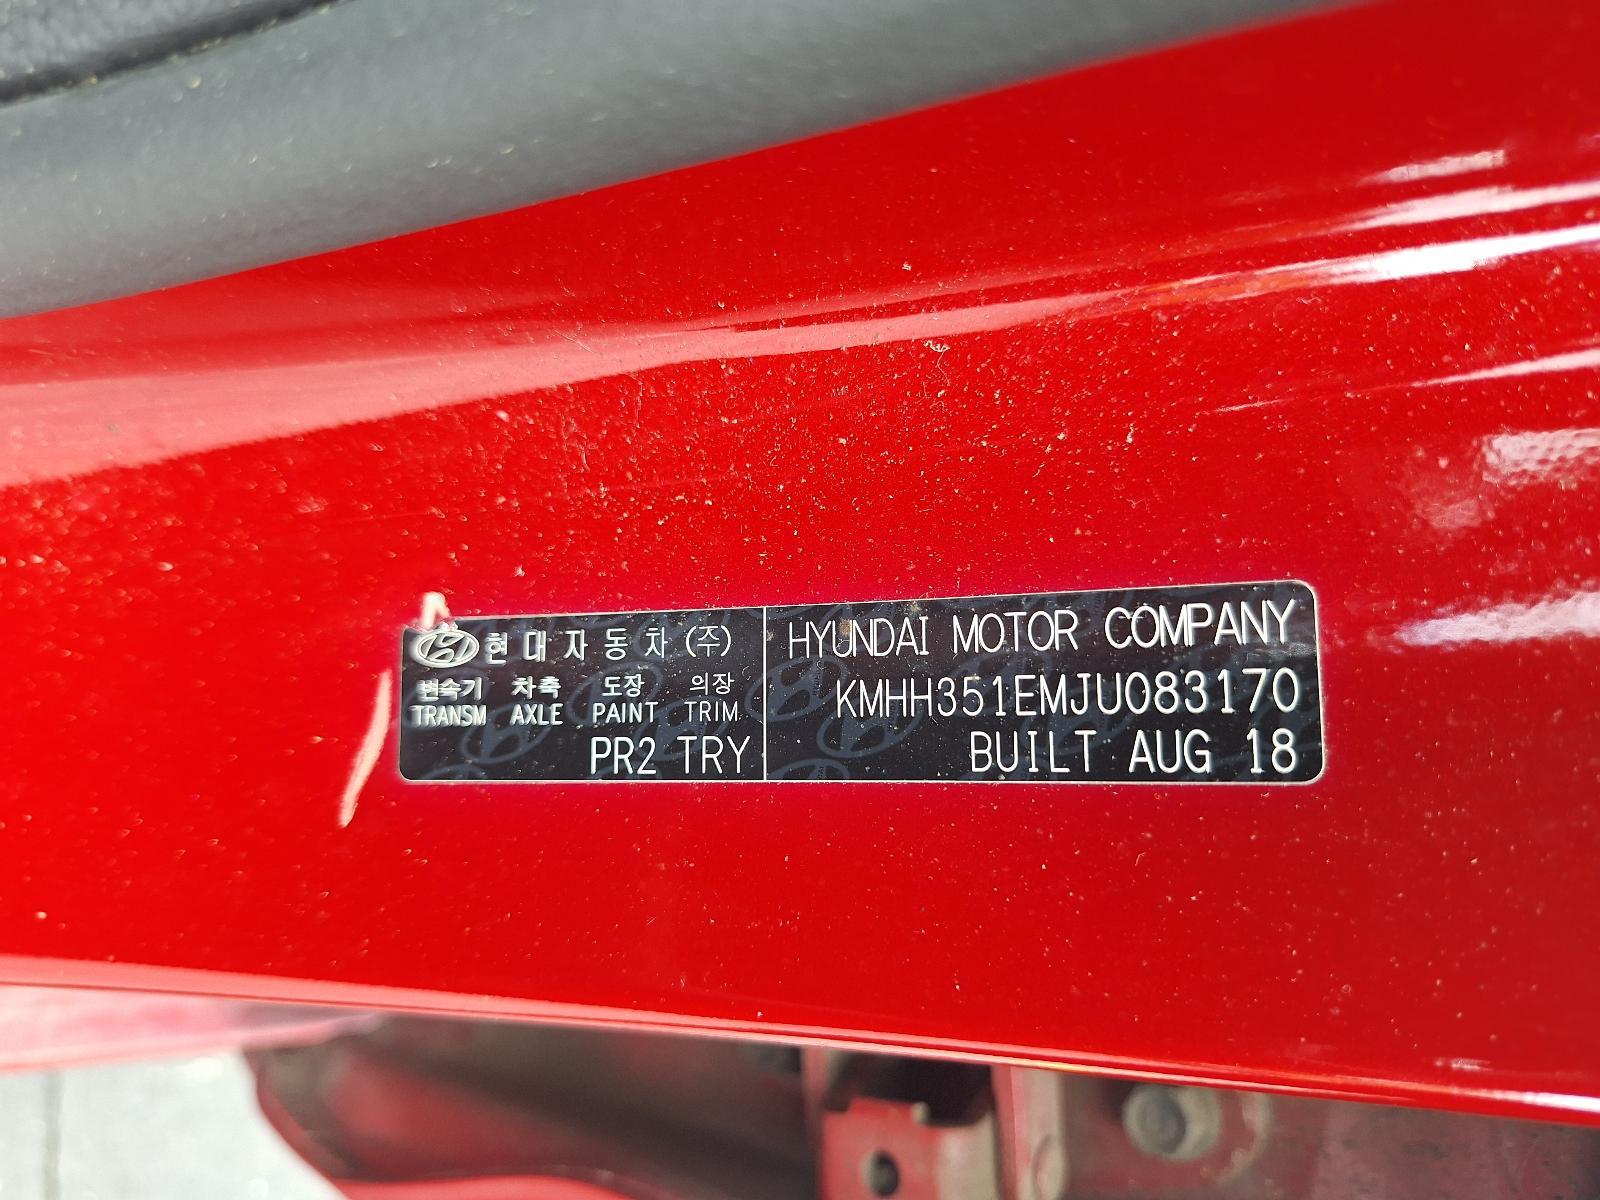 현대자동차(주)
변속기 차축 도장 의장
TRANSM AXLE PAINT TRIM
PR2 TRY
HYUNDAI MOTOR COMPANY
KMHH351EMJU083170
BUILT AUG 18